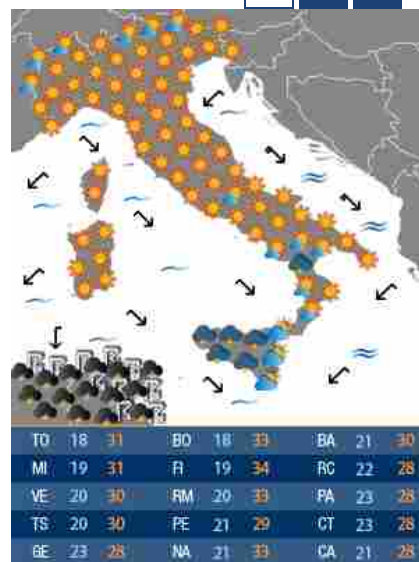 TO 18 31 BO 18 33 BA 21 30
MI 19 31 FI 19 34 RC 22 28
VE 20 30 RM 20 33 PA 23 28
TS 20 30 PE 21 29 CT 23 28
GE 23 28 NA 21 33 CA 21 28